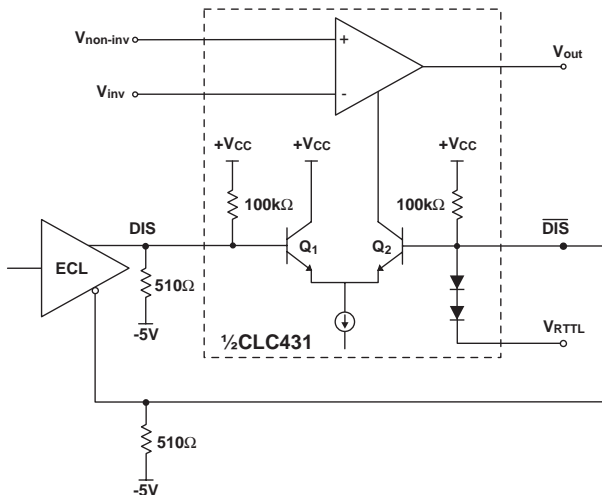 Vnon-inv
+
Vout
Vinv
-
+VCC
+VCC
+VCC
100kΩ
100kΩ
DIS
DIS
Q1
Q2
ECL
510Ω
-5V
VRTTL
½CLC431
510Ω
-5V